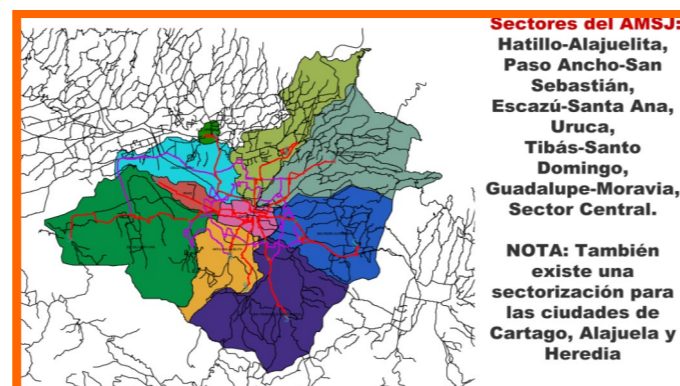 Sectores del AMSJ:
Hatillo-Alajuelita,
Paso Ancho-San
Sebastián,
Escazú-Santa Ana,
Uruca,
Tibás-Santo
Domingo,
Guadalupe-Moravia,
Sector Central.
NOTA: También
existe una
sectorización para
las ciudades de
Cartago, Alajuela y
Heredia